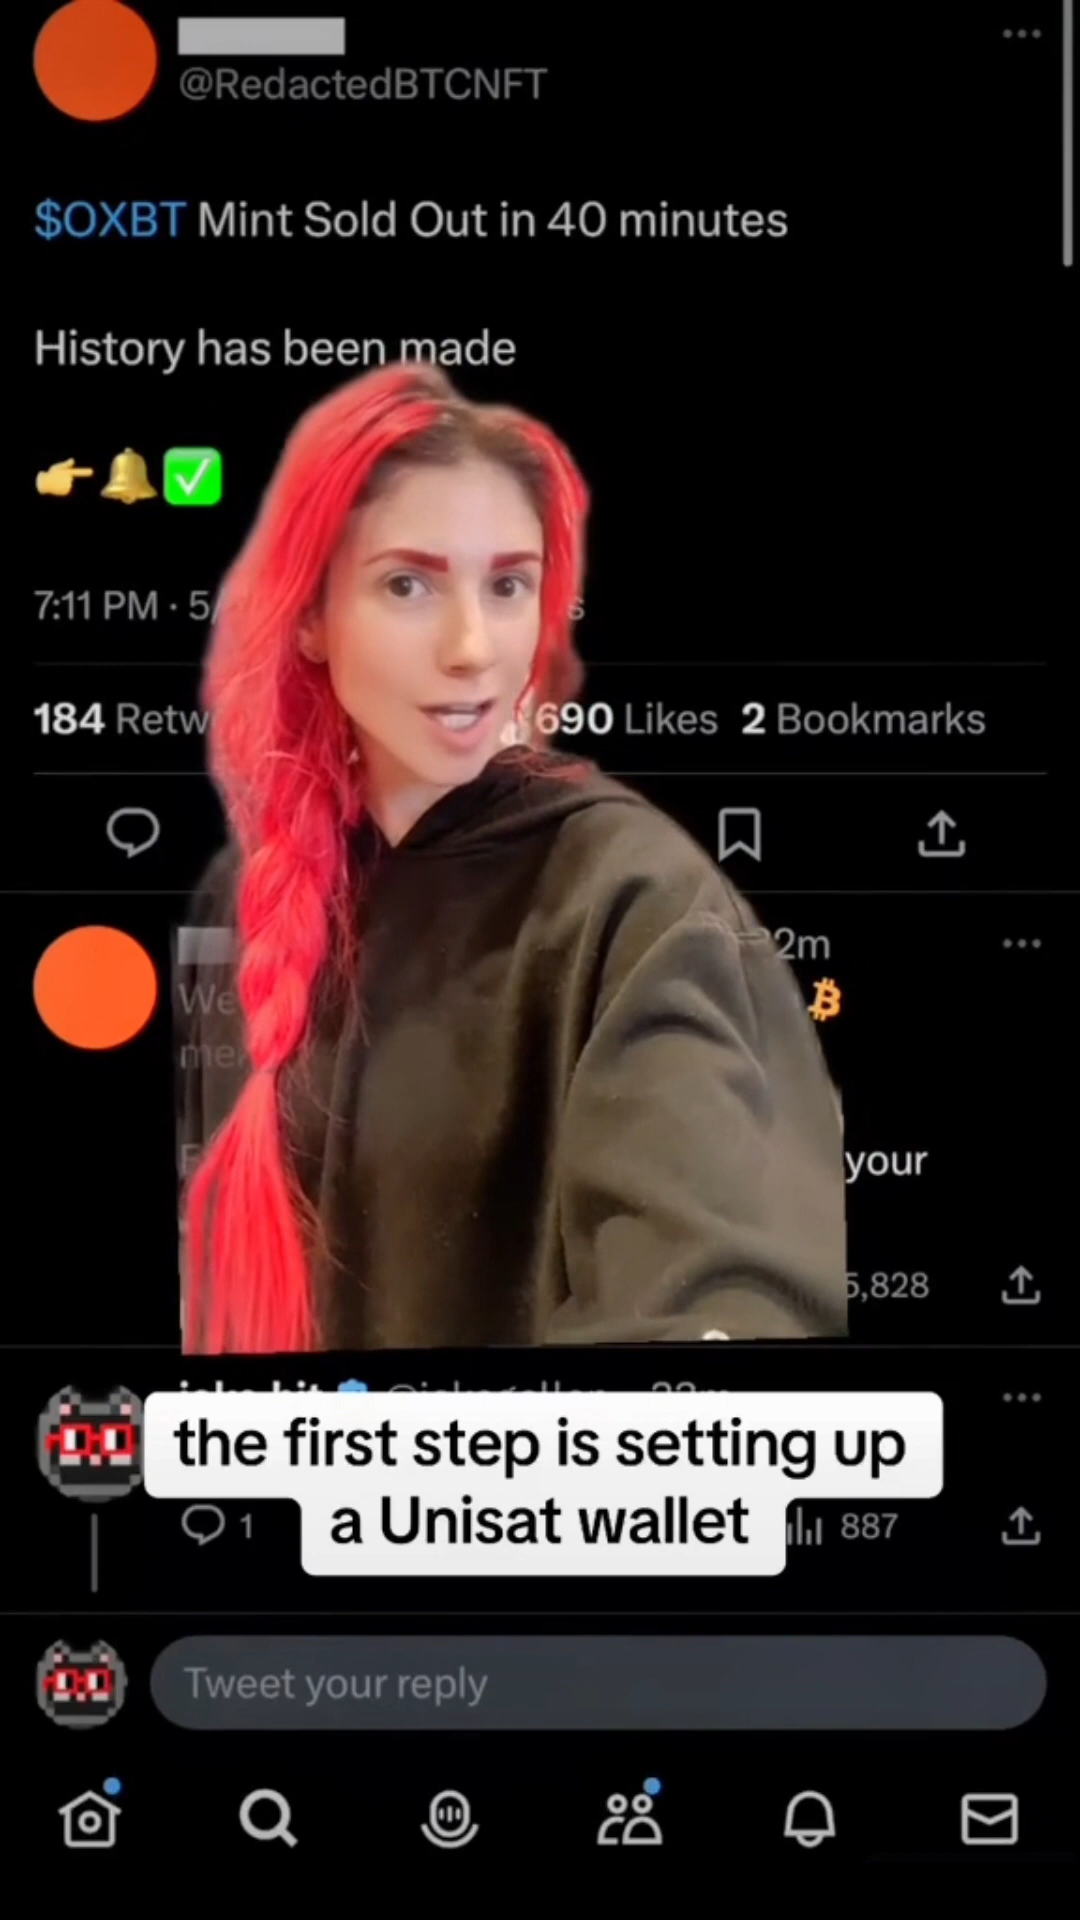 @RedactedBTCNFT
$OXBT Mint Sold Out in 40 minutes
History has been made
7:11 PM · 5/
s
184 Retw
690 Likes 2 Bookmarks
2m
We
me
your
5,828
the first step is setting up
a Unisat wallet
1
887
Tweet your reply